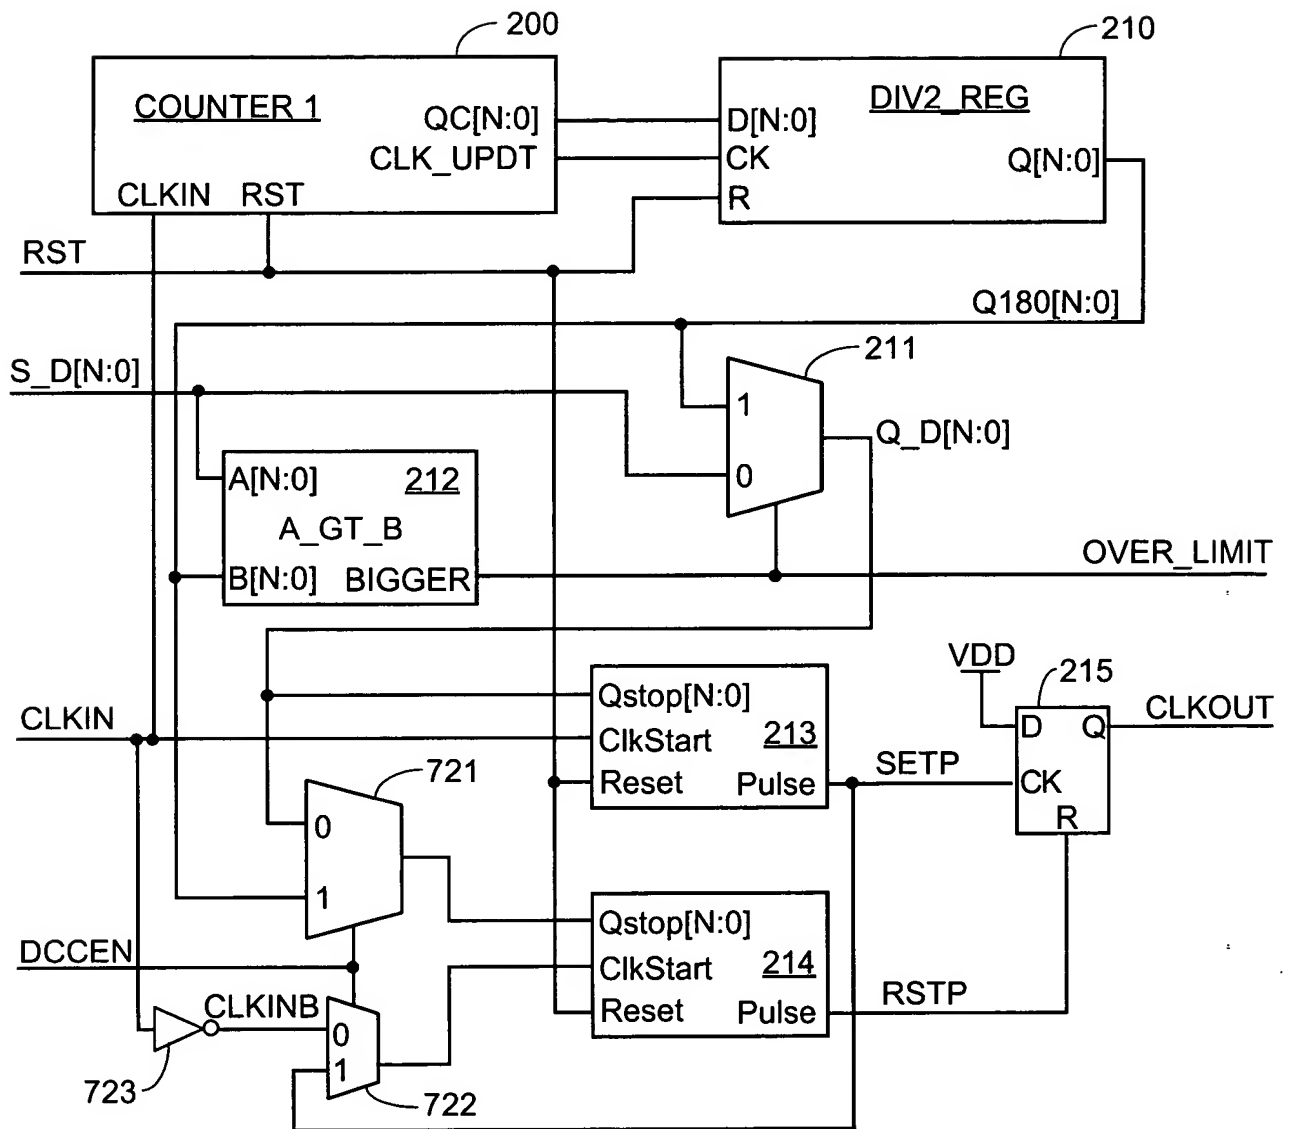 200
210
COUNTER 1
QC[N:0]
CLK_UPDT
CLKIN RST
DIV2_REG
D[N:0]
CK
R
Q[N:0]
RST
Q180[N:0]
S_D[N:0]
211
1
0
Q_D[N:0]
A[N:0]
212
A_GT_B
B[N:0]
BIGGER
OVER_LIMIT
VDD
215
Qstop[N:0]
ClkStart
213
Reset
Pulse
SETP
D
Q
CK
R
CLKOUT
CLKIN
721
0
1
Qstop[N:0]
ClkStart
214
Reset
Pulse
RSTP
DCCEN
CLKINB
0
1
723
722